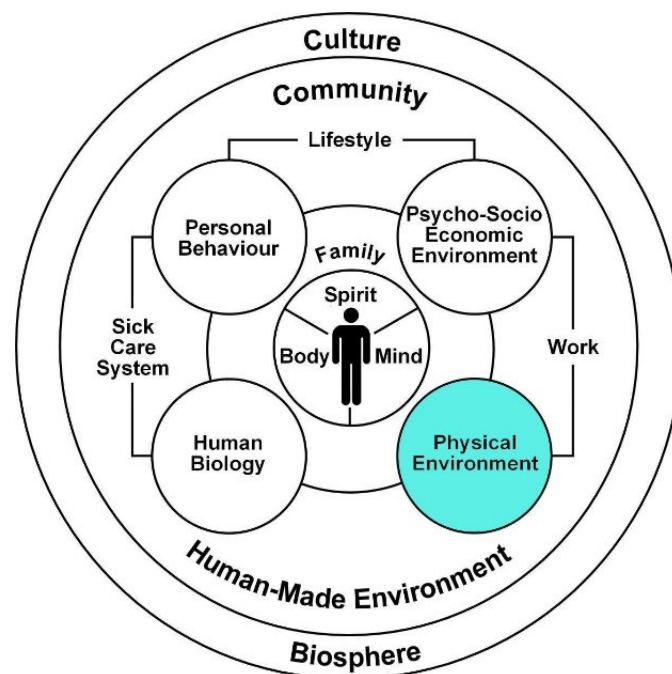 Culture
Community
Lifestyle
Personal
Behaviour
Psycho-Socio
Economic
Environment
Family
Spirit
Body
Mind
Sick
Care
System
Work
Human
Biology
Physical
Environment
Human-Made Environment
Biosphere